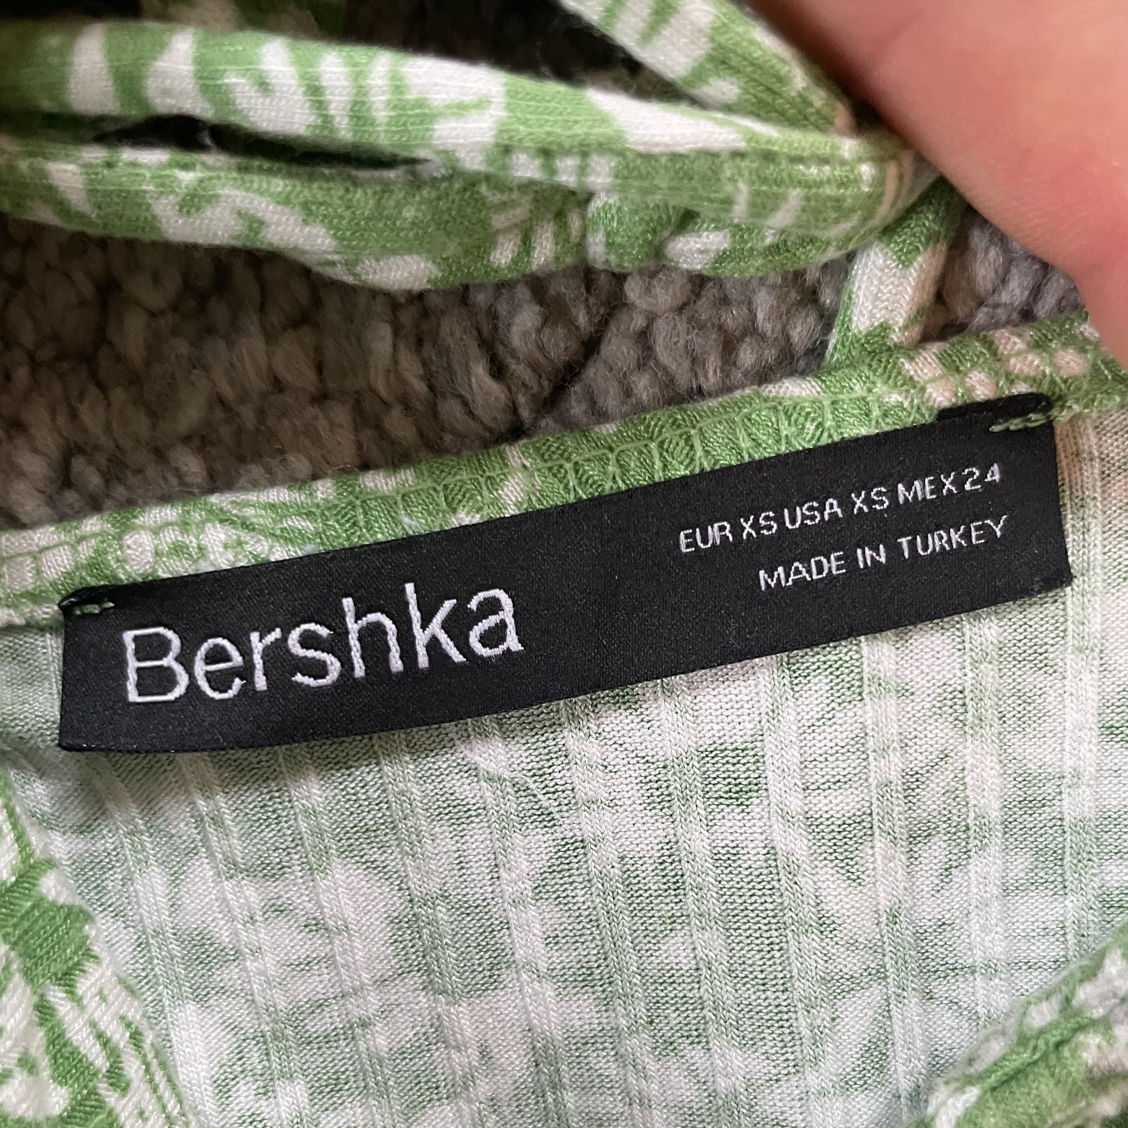 Bershka
EUR XS USA XS MEX 24
MADE IN TURKEY